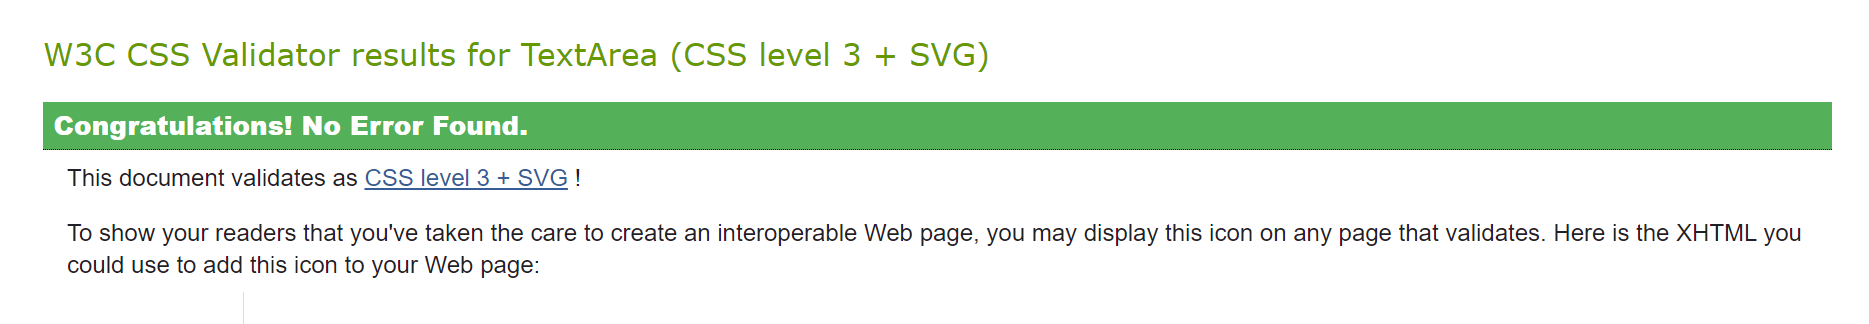 W3C CSS Validator results for TextArea (CSS level 3 + SVG)
Congratulations! No Error Found.
This document validates as CSS level 3 + SVG !
To show your readers that you've taken the care to create an interoperable Web page, you may display this icon on any page that validates. Here is the XHTML you
could use to add this icon to your Web page: